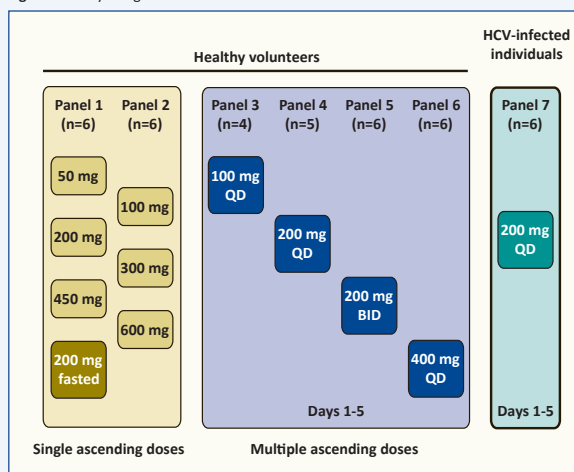 HCV-infected
individuals
Healthy volunteers
Panel 1
(n=6)
Panel 2
(n=6)
Panel 3
(n=4)
Panel 4
(n=5)
Panel 5
(n=6)
Panel 6
(n=6)
Panel 7
(n=6)
50 mg
100 mg
200 mg
300 mg
450 mg
600 mg
200 mg
fasted
100 mg
QD
200 mg
QD
200 mg
BID
400 mg
QD
200 mg
QD
Days 1-5
Days 1-5
Single ascending doses
Multiple ascending doses